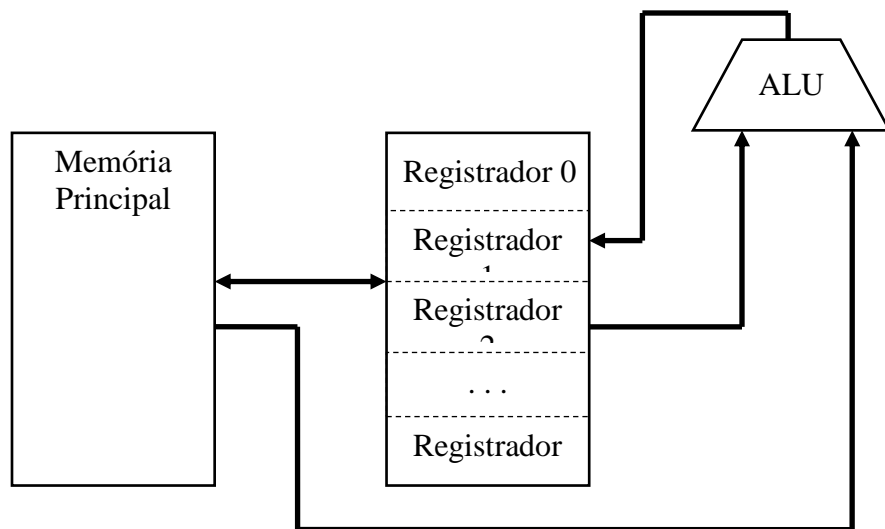 ALU
Memória
Principal
Registrador 0
Registrador
Registrador
. . .
Registrador